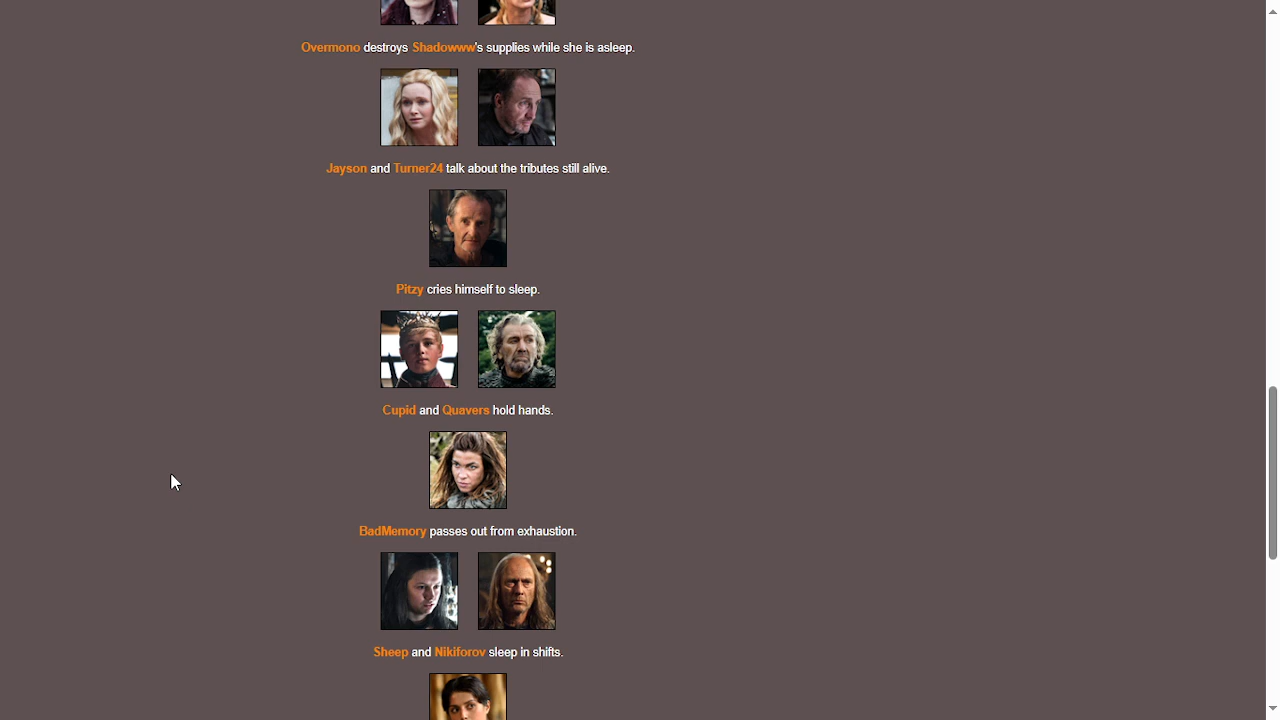 Overmono destroys Shadowww's supplies while she is asleep.
Jayson and Turner24 talk about the tributes still alive.
Pitzy cries himself to sleep.
Cupid and Quavers hold hands.
BadMemory passes out from exhaustion.
Sheep and Nikiforov sleep in shifts.